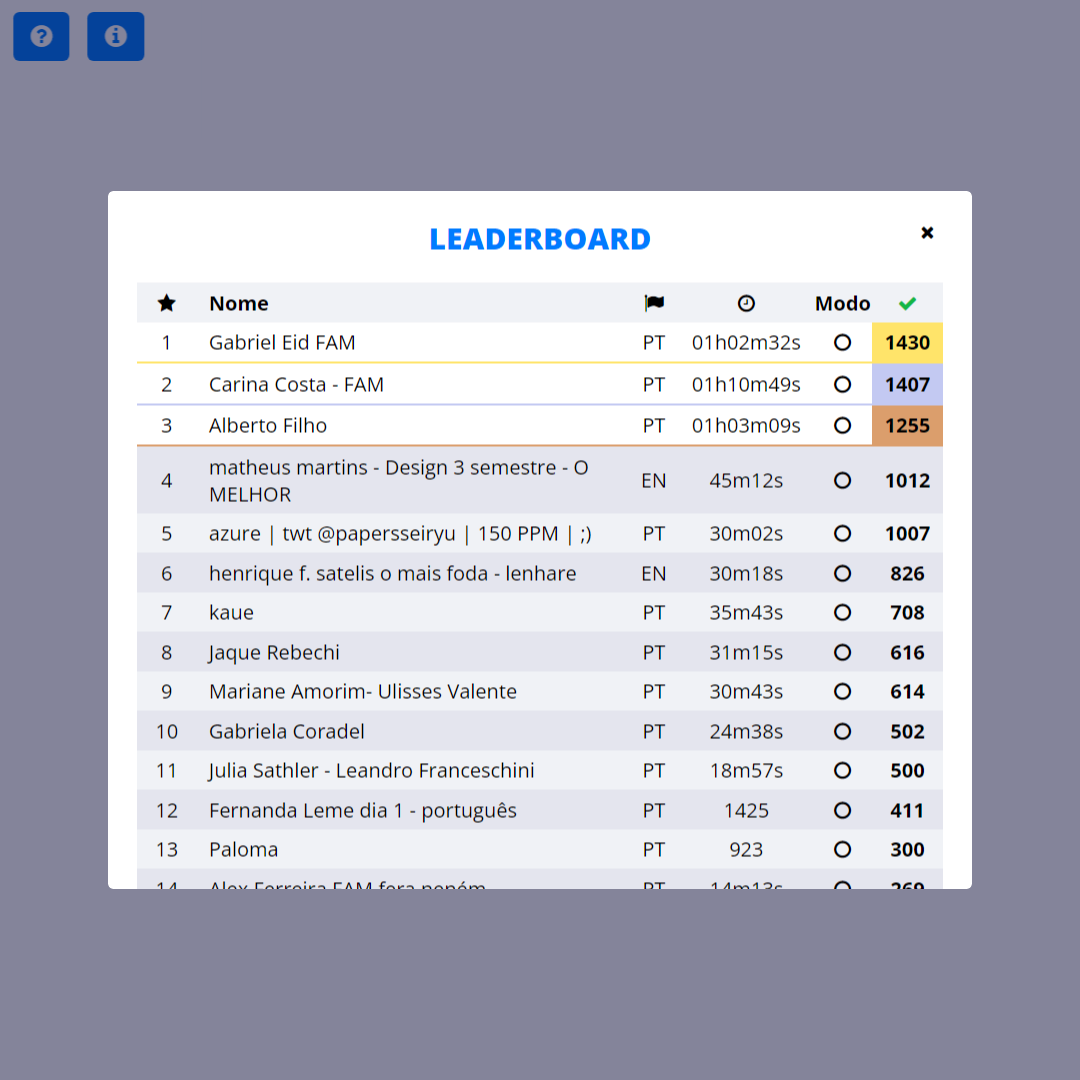 LEADERBOARD
Nome Modo
1 Gabriel Eid FAM PT 01h02m32s 1430
2 Carina Costa - FAM PT 01h10m49s 1407
3 Alberto Filho PT 01h03m09s 1255
4 matheus martins - Design 3 semestre - O EN 45m12s 1012
MELHOR
5 azure | twt @papersseiryu | 150 PPM | ;) PT 30m02s 1007
6 henrique f. satelis o mais foda - lenhare EN 30m18s 826
7 kaue PT 35m43s 708
8 Jaque Rebechi PT 31m15s 616
9 Mariane Amorim- Ulisses Valente PT 30m43s 614
10 Gabriela Coradel PT 24m38s 502
11 Julia Sathler - Leandro Franceschini PT 18m57s 500
12 Fernanda Leme dia 1 - português PT 1425 411
13 Paloma PT 923 300
14 Alex Ferreira FAM PT 14m13s